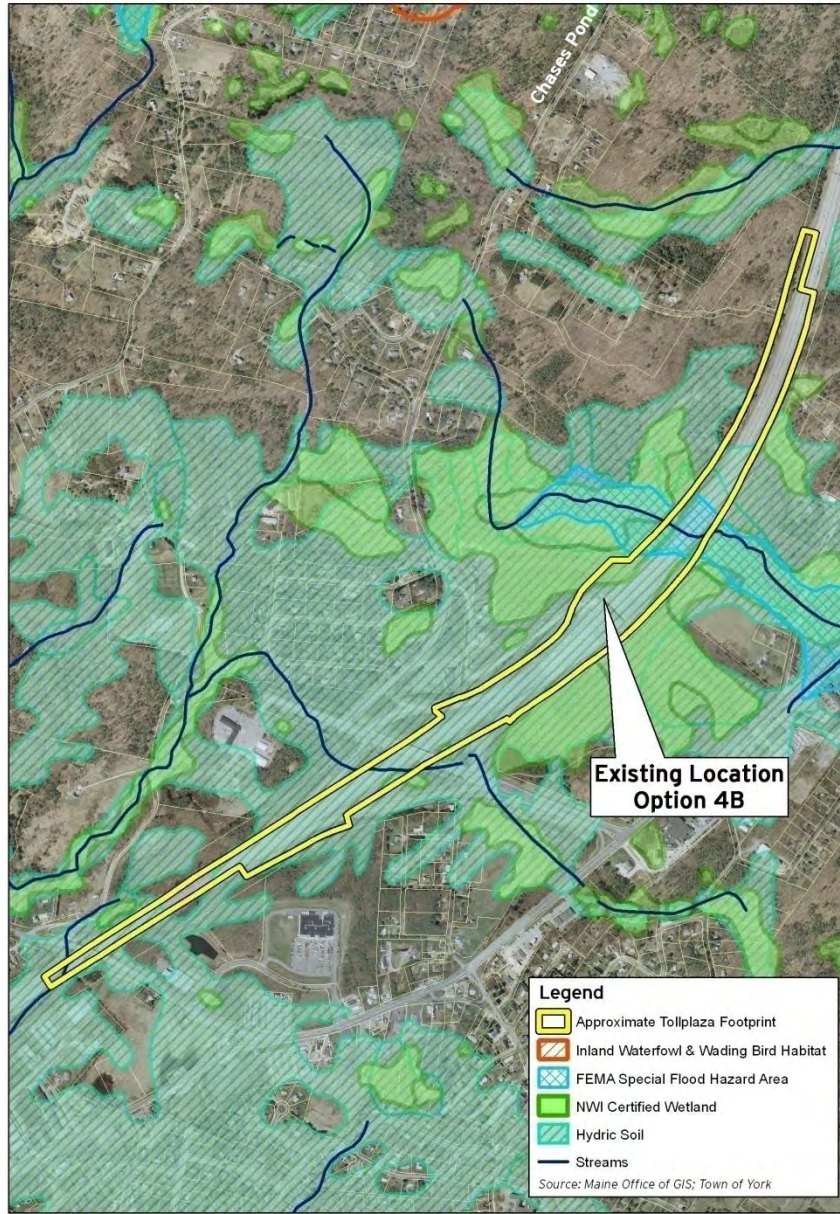 Chases Pond
Existing Location
Option 4B
Legend
Approximate Tollplaza Footprint
Inland Waterfowl & Wading Bird Habitat
FEMA Special Flood Hazard Area
NWI Certified Wetland
Hydric Soil
Streams
Source: Maine Office of GIS; Town of York